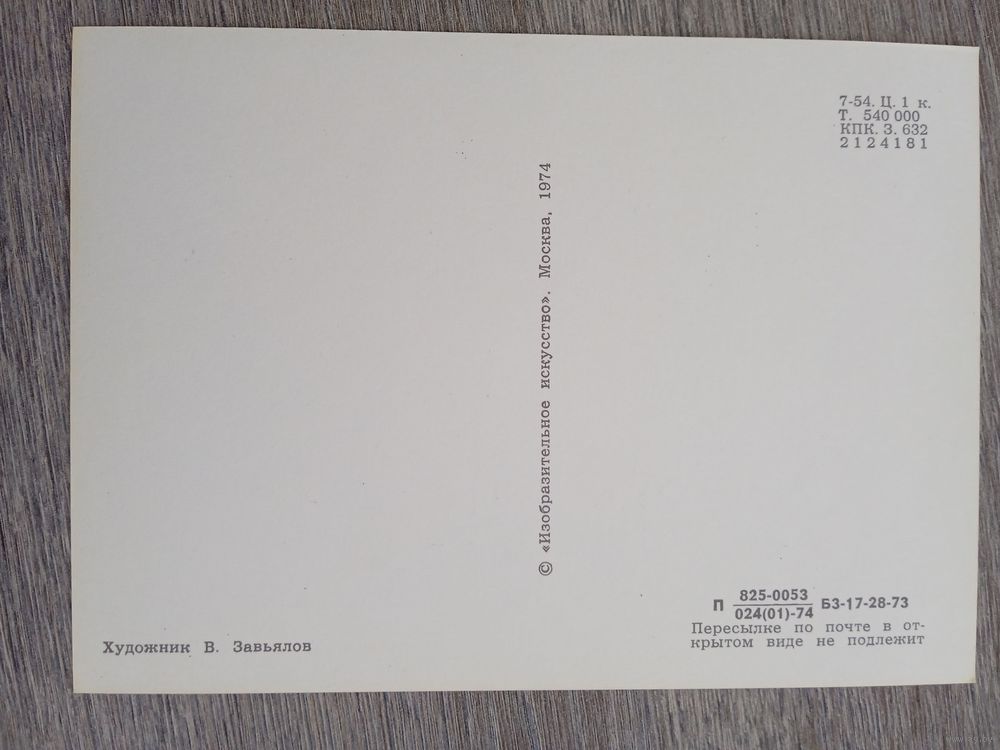 7-54. Ц. 1 к.
Т. 540 000
КПК. З. 632
2124181
© «Изобразительное искусство». Москва, 1974
П 825-0053 БЗ-17-28-73
024(01)-74
Пересылке по почте в от-
крытом виде не подлежит
Художник В. Завьялов